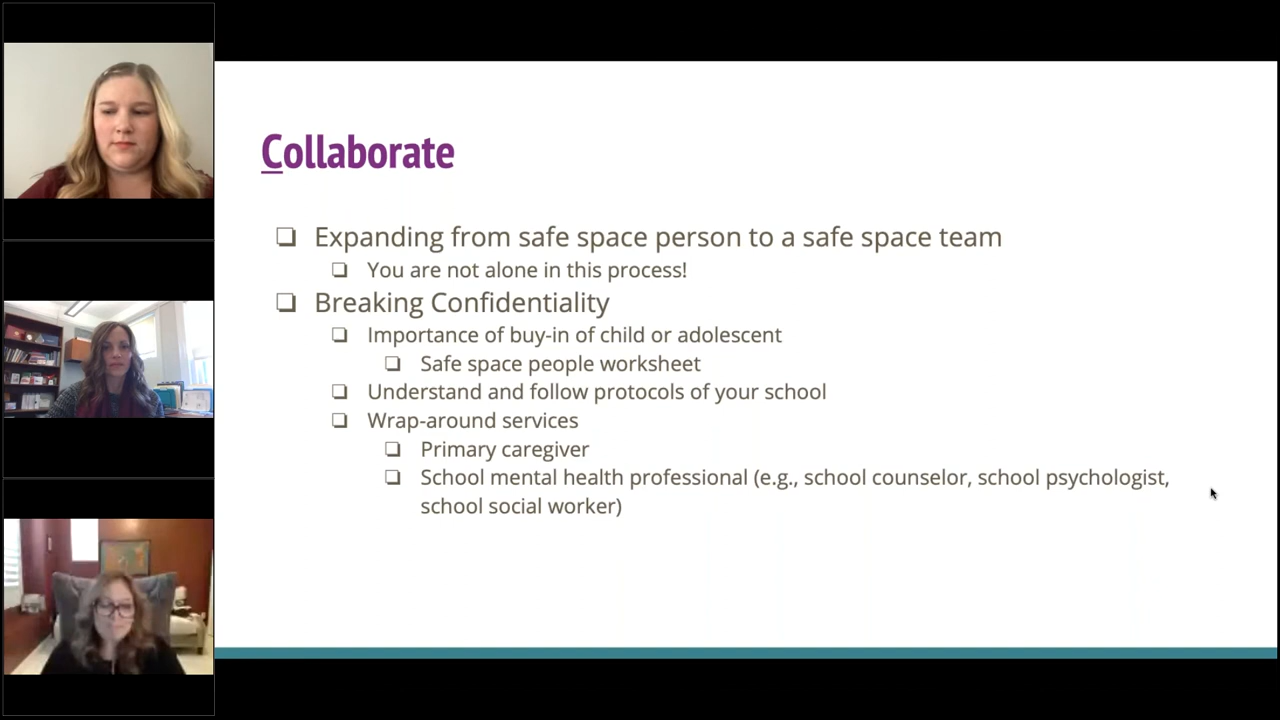 Collaborate
Expanding from safe space person to a safe space team
You are not alone in this process!
Breaking Confidentiality
Importance of buy-in of child or adolescent
Safe space people worksheet
Understand and follow protocols of your school
Wrap-around services
Primary caregiver
School mental health professional (e.g., school counselor, school psychologist,
school social worker)